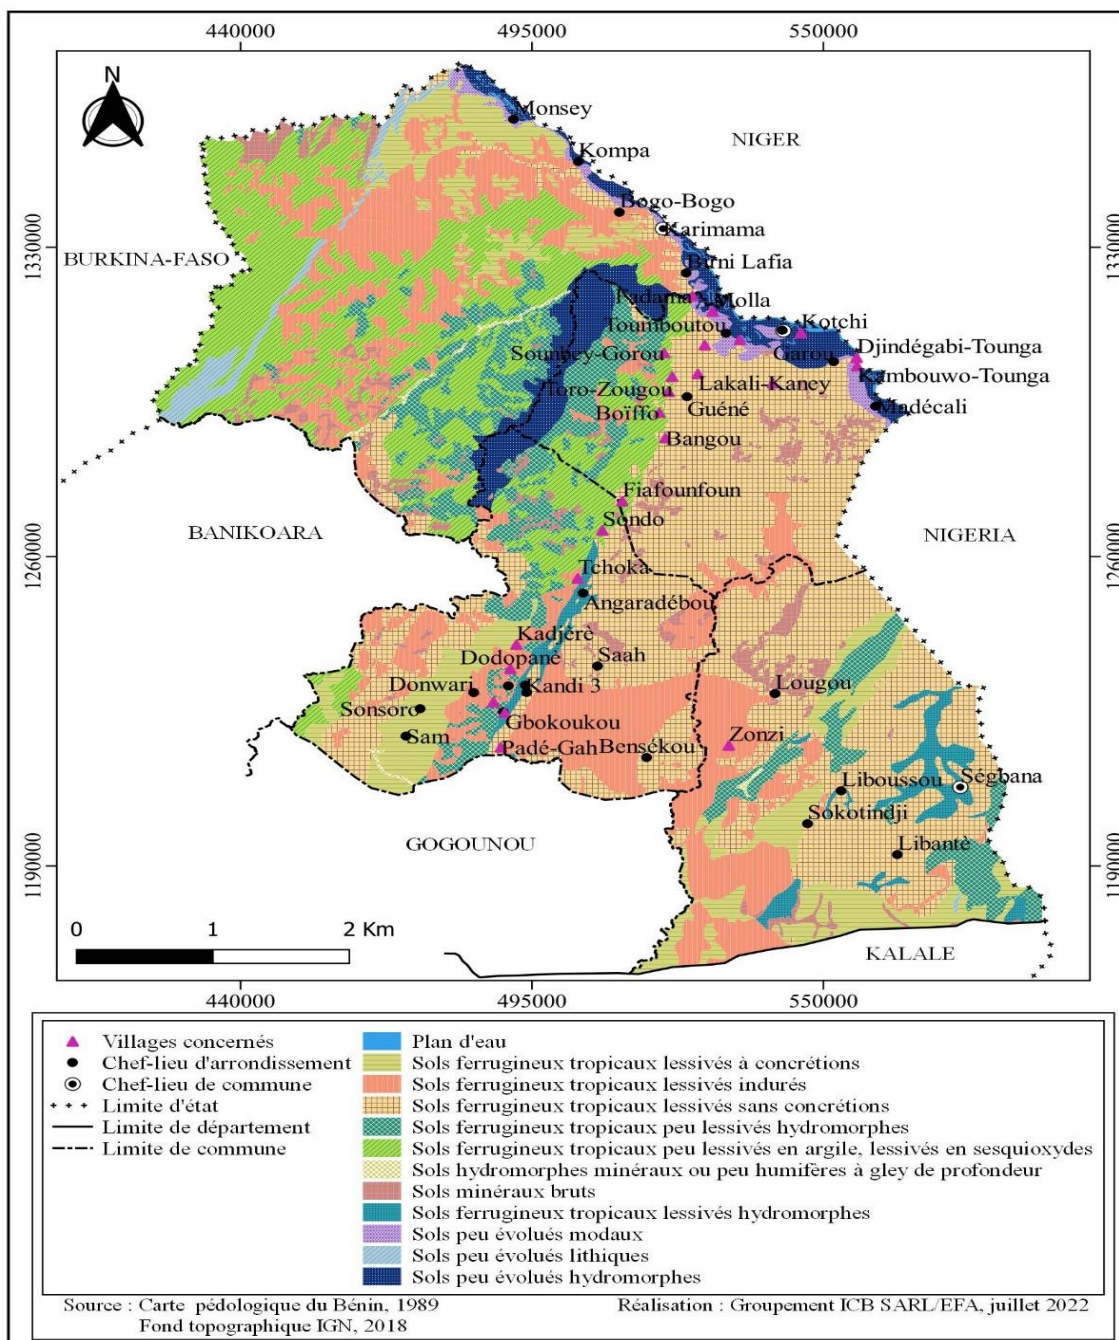 440000 495000 550000
N
NIGER
Monsey
Kompa
Bogo-Bogo
Karimama
1330000 1330000
BURKINA-FASO
Birni Lafia
Molla
Toumboutou
Kotchi
Garou
Djindégabi-Tounga
Sounbey-Gorou
Kambouwo-Tounga
Toro-Zougou
Lakali-Kaney
Guéné
Madécali
Boïffo
Bangou
Fiafounfoun
Sondo
BANIKOARA
NIGERIA
1260000 1260000
Tchoka
Angaradébou
Kadjèrè
Dodopanè
Saah
Donwari
Kandi 3
Lougou
Sonsoro
Gbokoukou
Sam
Padé-Gah
Bensékou
Zonzi
Liboussou
Ségbana
Sokotindji
Libantè
GOGOUNOU
1190000 1190000
0 1 2 Km
KALALE
440000 495000 550000
Villages concernés
Chef-lieu d'arrondissement
Chef-lieu de commune
Limite d'état
Limite de département
Limite de commune
Plan d'eau
Sols ferrugineux tropicaux lessivés à concrétions
Sols ferrugineux tropicaux lessivés indurés
Sols ferrugineux tropicaux lessivés sans concrétions
Sols ferrugineux tropicaux peu lessivés hydromorphes
Sols ferrugineux tropicaux peu lessivés en argile, lessivés en sesquioxydes
Sols hydromorphes minéraux ou peu humifères à gley de profondeur
Sols minéraux bruts
Sols ferrugineux tropicaux lessivés hydromorphes
Sols peu évolués modaux
Sols peu évolués lithiques
Sols peu évolués hydromorphes
Source : Carte pédologique du Bénin, 1989
Fond topographique IGN, 2018
Réalisation : Groupement ICB SARL/EFA, juillet 2022